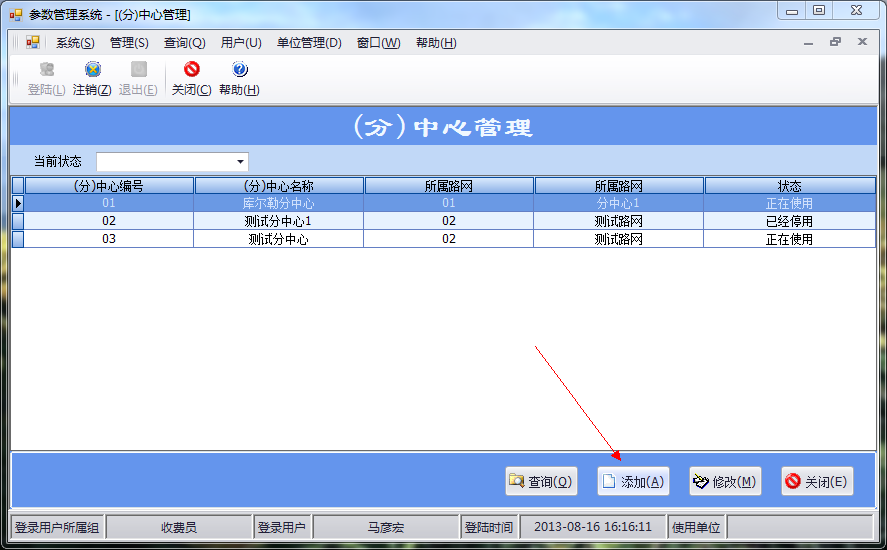 参数管理系统 - [(分)中心管理]
系统(S) 管理(S) 查询(Q) 用户(U) 单位管理(D) 窗口(W) 帮助(H)
登陆(L) 注销(Z) 退出(E) 关闭(C) 帮助(H)
(分)中心管理
当前状态
(分)中心编号 (分)中心名称 所属路网 所属路网 状态
01 库尔勒分中心 01 分中心1 正在使用
02 测试分中心1 02 测试路网 已经停用
03 测试分中心 02 测试路网 正在使用
查询(Q) 添加(A) 修改(M) 关闭(E)
登录用户所属组 收费员 登录用户 马彦宏 登陆时间 2013-08-16 16:16:11 使用单位